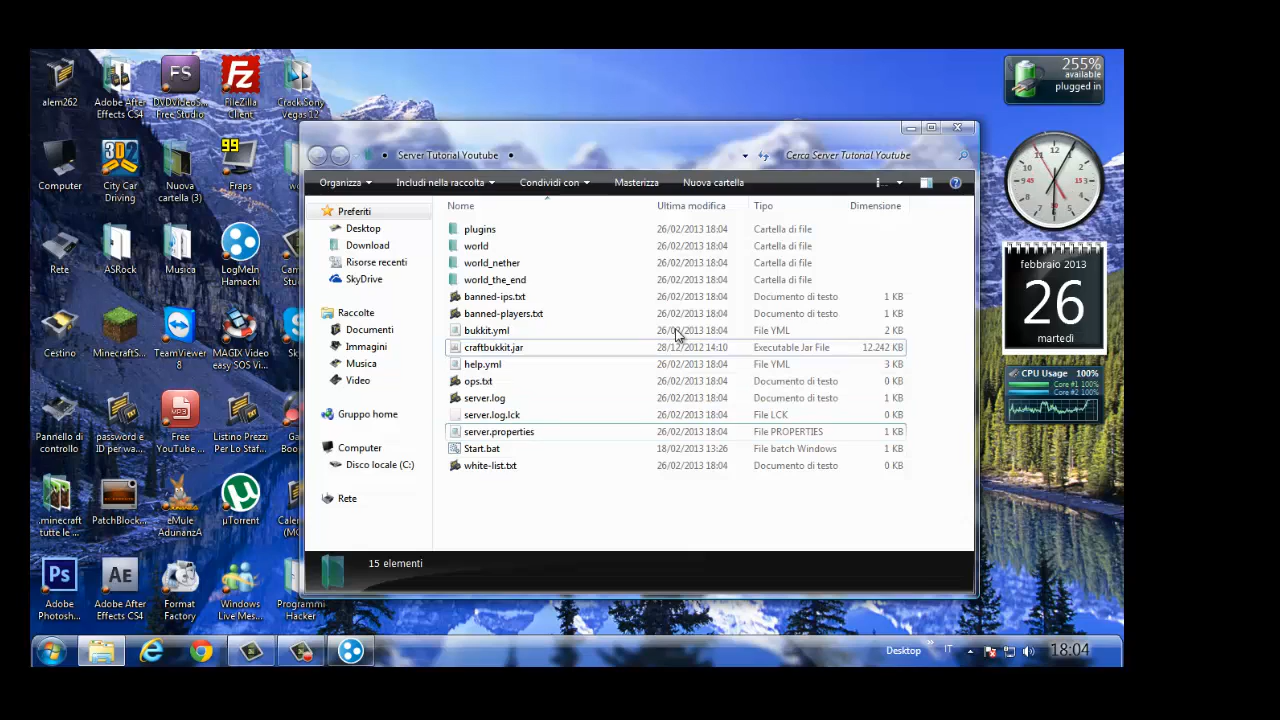 alem262
Adobe After
Effects CS4
FS
DVDVideoS...
Free Studio
Fz
FileZilla
Client
Crack Sony
Vegas 12
255%
available
plugged in
Computer
3D
City Car
Driving
Nuova
cartella (3)
99
Fraps
Rete
ASRock
Musica
LogMeIn
Hamachi
Cestino
MinecraftS...
TeamViewer
8
MAGIX Video
easy SOS Vi...
Pannello di
controllo
password e
ID per wa...
Free
YouTube ...
Listino Prezzi
Per Lo Staf...
.minecraft
tutte le ...
PatchBlock...
eMule
AdunanzA
µTorrent
Ps
Adobe
Photosh...
AE
Adobe After
Effects CS4
Format
Factory
Windows
Live Mes...
Programmi
Hacker
Server Tutorial Youtube
Cerca Server Tutorial Youtube
Organizza
Includi nella raccolta
Condividi con
Masterizza
Nuova cartella
Preferiti
Desktop
Download
Risorse recenti
SkyDrive
Raccolte
Documenti
Immagini
Musica
Video
Gruppo home
Computer
Disco locale (C:)
Rete
Nome Ultima modifica Tipo Dimensione
plugins 26/02/2013 18:04 Cartella di file
world 26/02/2013 18:04 Cartella di file
world_nether 26/02/2013 18:04 Cartella di file
world_the_end 26/02/2013 18:04 Cartella di file
banned-ips.txt 26/02/2013 18:04 Documento di testo 1 KB
banned-players.txt 26/02/2013 18:04 Documento di testo 1 KB
bukkit.yml 26/02/2013 18:04 File YML 2 KB
craftbukkit.jar 28/12/2012 14:10 Executable Jar File 12.242 KB
help.yml 26/02/2013 18:04 File YML 3 KB
ops.txt 26/02/2013 18:04 Documento di testo 0 KB
server.log 26/02/2013 18:04 Documento di testo 1 KB
server.log.lck 26/02/2013 18:04 File LCK 0 KB
server.properties 26/02/2013 18:04 File PROPERTIES 1 KB
Start.bat 18/02/2013 13:26 File batch Windows 1 KB
white-list.txt 26/02/2013 18:04 Documento di testo 0 KB
15 elementi
febbraio 2013
26
martedì
CPU Usage 100%
Core #1 100%
Core #2 100%
Desktop
IT
18:04